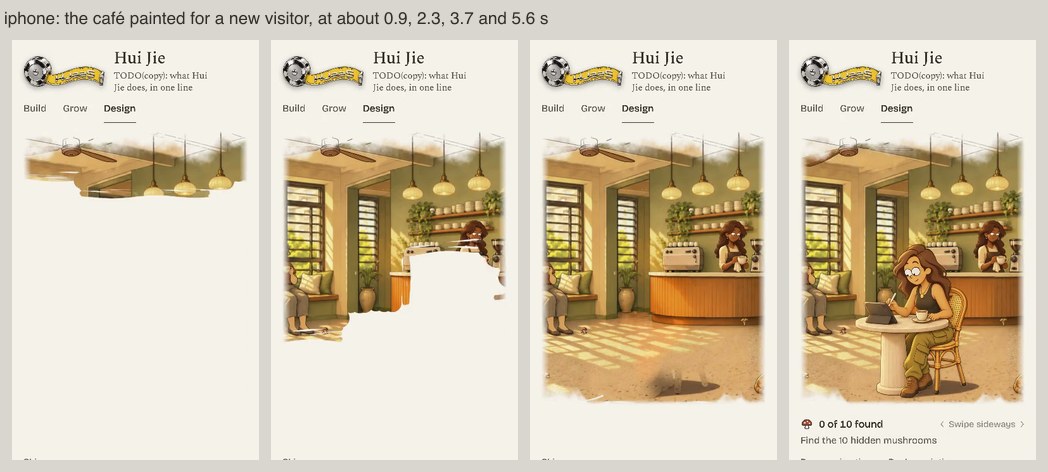 iphone: the café painted for a new visitor, at about 0.9, 2.3, 3.7 and 5.6 s
Hui Jie
TODO(copy): what Hui
Jie does, in one line
Build Grow Design
Hui Jie
TODO(copy): what Hui
Jie does, in one line
Build Grow Design
Hui Jie
TODO(copy): what Hui
Jie does, in one line
Build Grow Design
Hui Jie
TODO(copy): what Hui
Jie does, in one line
Build Grow Design
0 of 10 found
Swipe sideways
Find the 10 hidden mushrooms